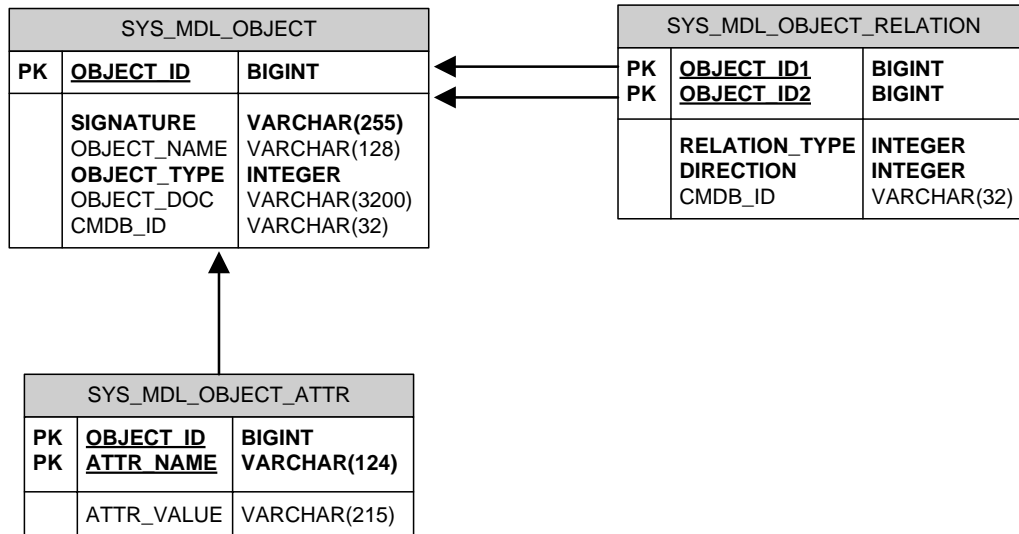 SYS_MDL_OBJECT
PK OBJECT_ID BIGINT
SIGNATURE VARCHAR(255)
OBJECT_NAME VARCHAR(128)
OBJECT_TYPE INTEGER
OBJECT_DOC VARCHAR(3200)
CMDB_ID VARCHAR(32)
SYS_MDL_OBJECT_RELATION
PK OBJECT_ID1 BIGINT
PK OBJECT_ID2 BIGINT
RELATION_TYPE INTEGER
DIRECTION INTEGER
CMDB_ID VARCHAR(32)
SYS_MDL_OBJECT_ATTR
PK OBJECT_ID BIGINT
PK ATTR_NAME VARCHAR(124)
ATTR_VALUE VARCHAR(215)